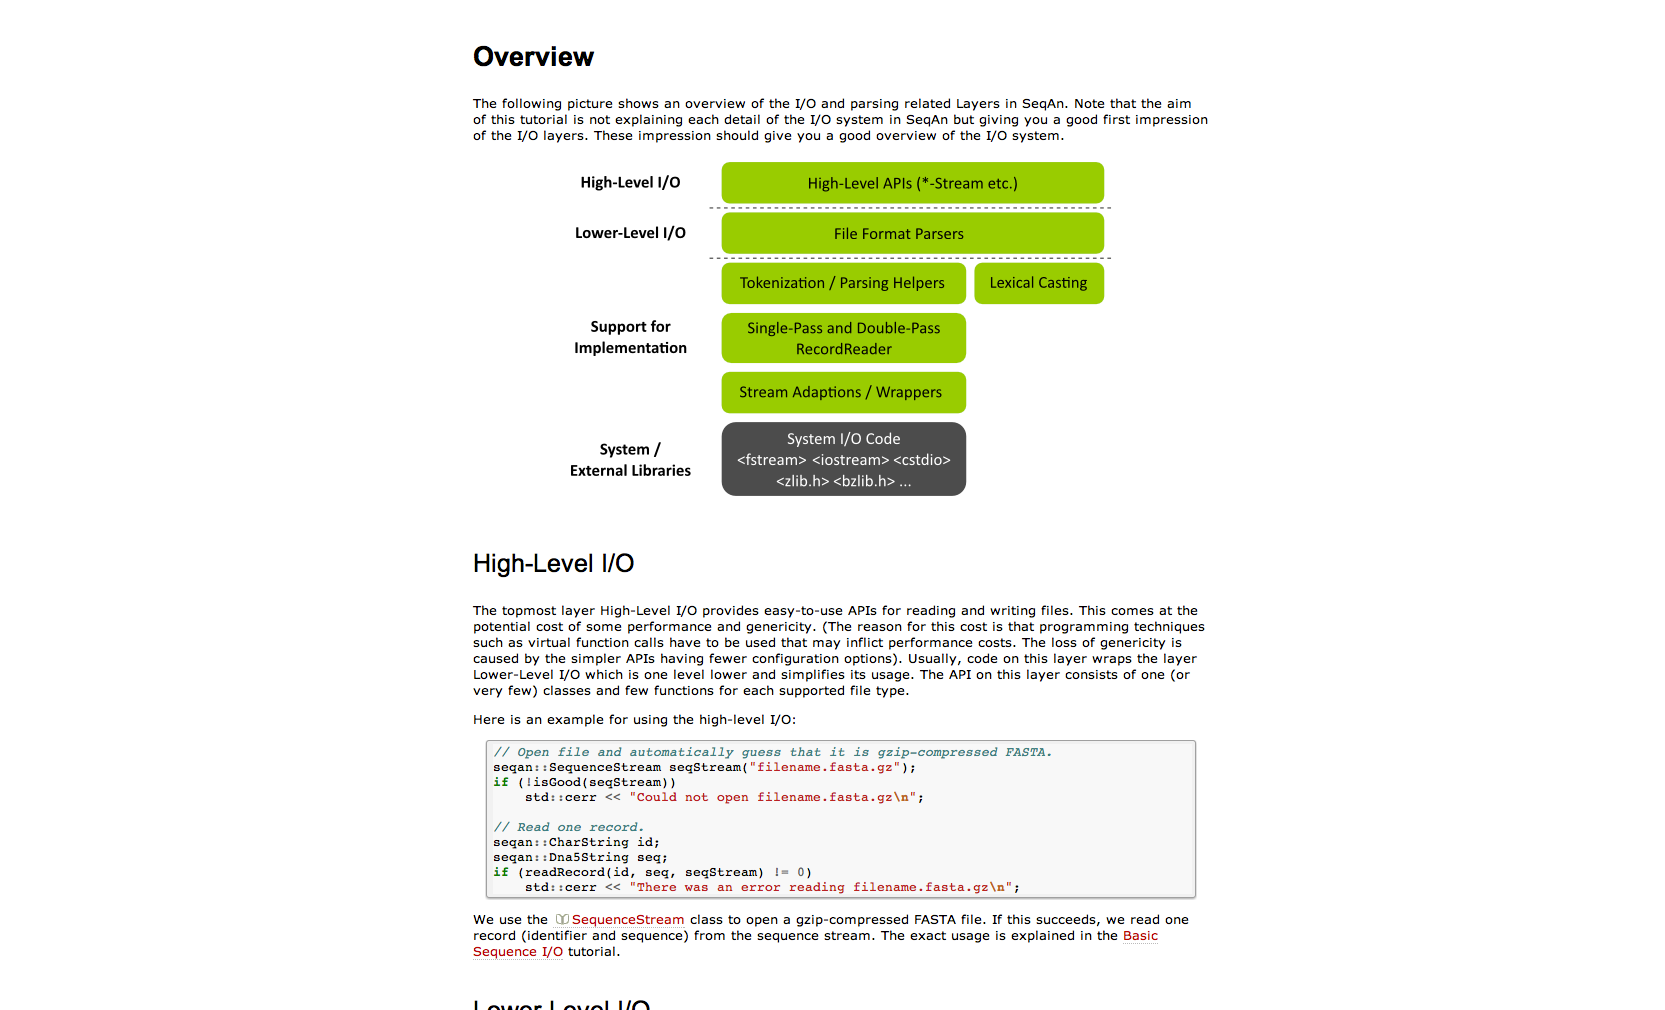 Overview
The following picture shows an overview of the I/O and parsing related Layers in SeqAn. Note that the aim
of this tutorial is not explaining each detail of the I/O system in SeqAn but giving you a good first impression
of the I/O layers. These impression should give you a good overview of the I/O system.
High-Level I/O
High-Level APIs (*-Stream etc.)
Lower-Level I/O
File Format Parsers
Tokenization / Parsing Helpers
Lexical Casting
Support for
Implementation
Single-Pass and Double-Pass
RecordReader
Stream Adaptions / Wrappers
System /
External Libraries
System I/O Code
<fstream> <iostream> <cstdio>
<zlib.h> <bzlib.h> ...
High-Level I/O
The topmost layer High-Level I/O provides easy-to-use APIs for reading and writing files. This comes at the
potential cost of some performance and genericity. (The reason for this cost is that programming techniques
such as virtual function calls have to be used that may inflict performance costs. The loss of genericity is
caused by the simpler APIs having fewer configuration options). Usually, code on this layer wraps the layer
Lower-Level I/O which is one level lower and simplifies its usage. The API on this layer consists of one (or
very few) classes and few functions for each supported file type.
Here is an example for using the high-level I/O:
// Open file and automatically guess that it is gzip-compressed FASTA.
seqan::SequenceStream seqStream("filename.fasta.gz");
if (!isGood(seqStream))
    std::cerr << "Could not open filename.fasta.gz\n";
// Read one record.
seqan::CharString id;
seqan::Dna5String seq;
if (readRecord(id, seq, seqStream) != 0)
    std::cerr << "There was an error reading filename.fasta.gz\n";
We use the SequenceStream class to open a gzip-compressed FASTA file. If this succeeds, we read one
record (identifier and sequence) from the sequence stream. The exact usage is explained in the Basic
Sequence I/O tutorial.
Lower Level I/O